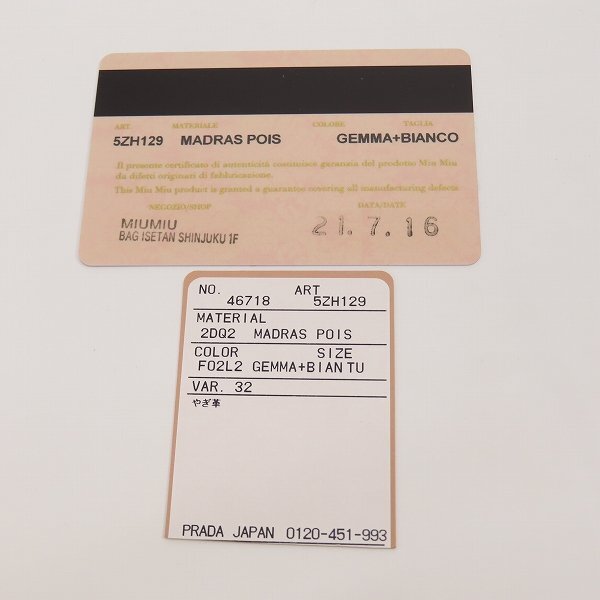 ART. MATERIALE COLORE TAGLIA
5ZH129 MADRAS POIS GEMMA+BIANCO
Il presente certificato di autenticità costituisce garanzia del prodotto Miu Miu
da difetti originari di fabbricazione.
This Miu Miu product is granted a guarantee covering all manufacturing defects
NEGOZIO/SHOP DATA/DATE
MIUMIU
BAG ISETAN SHINJUKU 1F
21.7.16
NO. ART
46718 5ZH129
MATERIAL
2DQ2 MADRAS POIS
COLOR SIZE
F02L2 GEMMA+BIAN TU
VAR. 32
やぎ革
PRADA JAPAN 0120-451-993